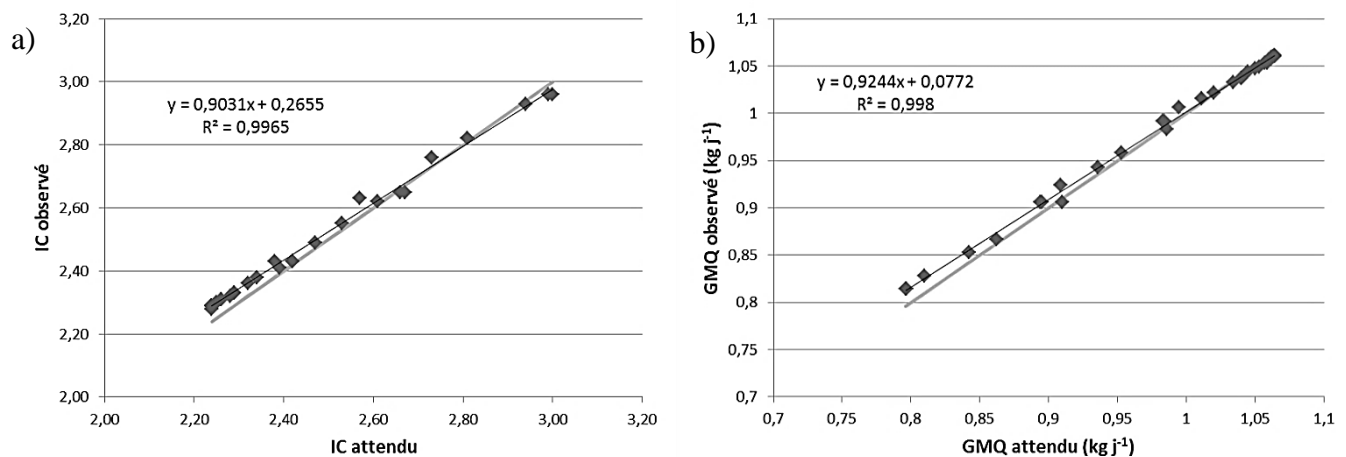 a)
3,20
3,00
2,80
2,60
2,40
2,20
2,00
IC observé
y = 0,9031x + 0,2655
R² = 0,9965
2,00 2,20 2,40 2,60 2,80 3,00 3,20
IC attendu
b)
1,1
1,05
1
0,95
0,9
0,85
0,8
0,75
0,7
GMQ observé (kg j⁻¹)
y = 0,9244x + 0,0772
R² = 0,998
0,7 0,75 0,8 0,85 0,9 0,95 1 1,05 1,1
GMQ attendu (kg j⁻¹)